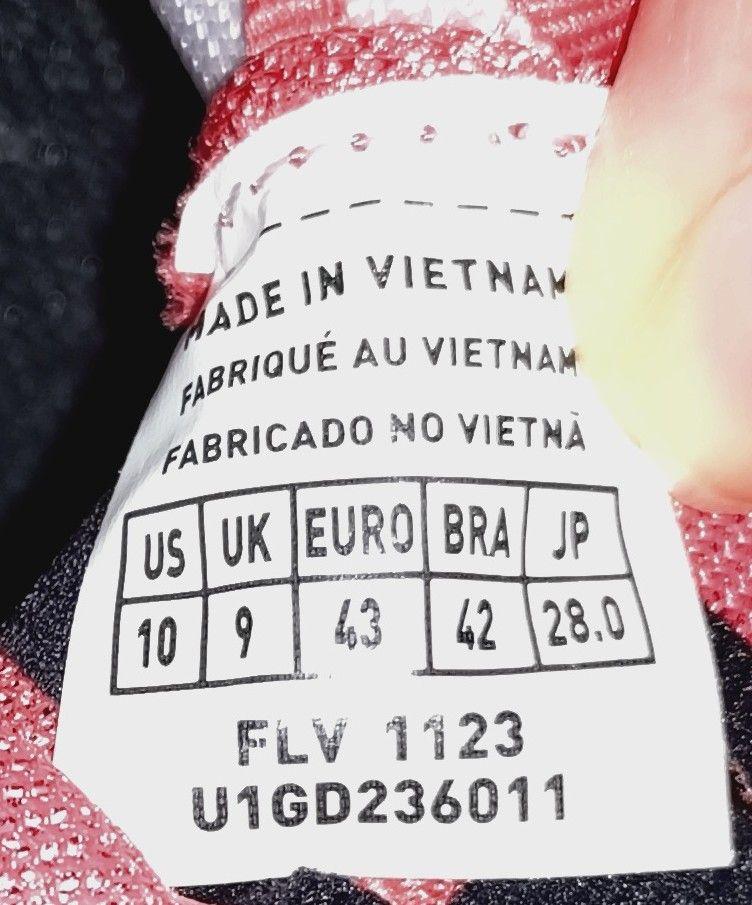 MADE IN VIETNAM
FABRIQUÉ AU VIETNAM
FABRICADO NO VIETNÃ
US UK EURO BRA JP
10 9 43 42 28.0
FLV 1123
U1GD236011